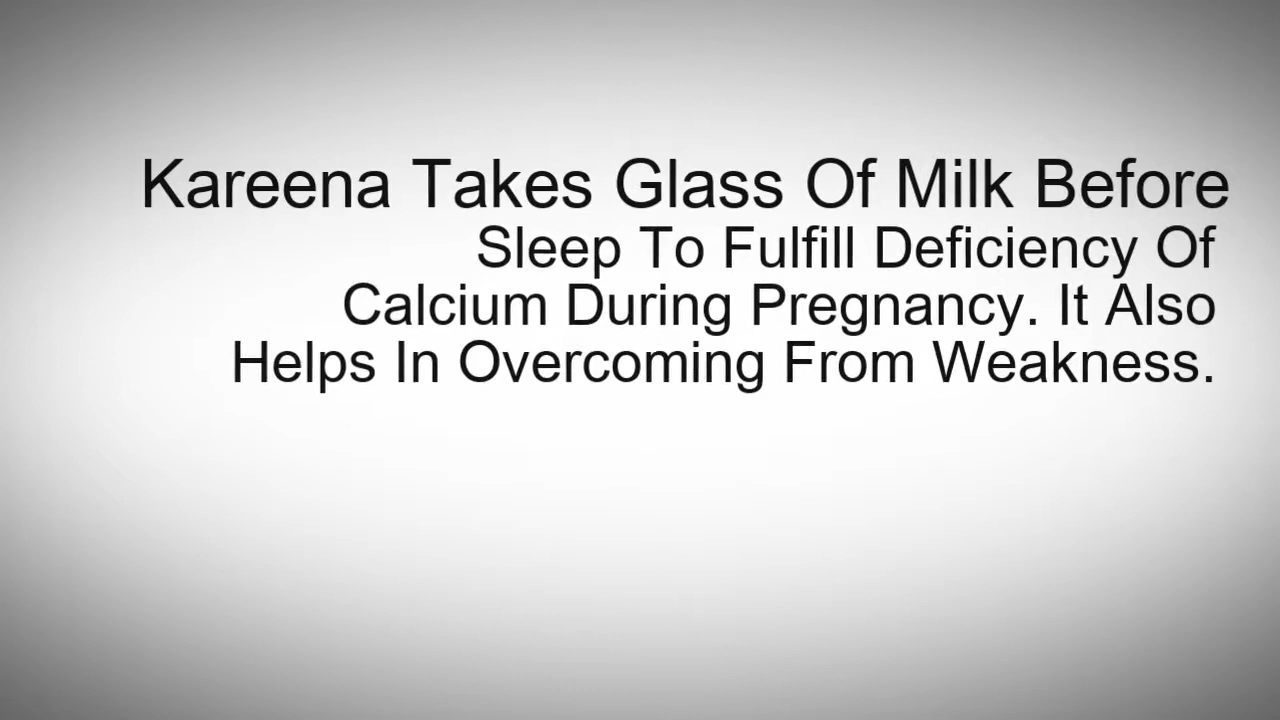 Kareena Takes Glass Of Milk Before
Sleep To Fulfill Deficiency Of
Calcium During Pregnancy. It Also
Helps In Overcoming From Weakness.